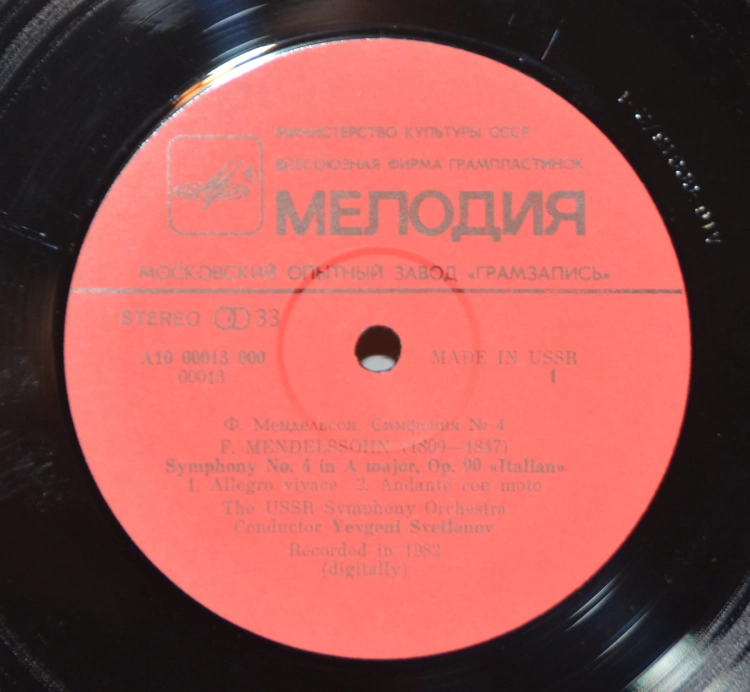 МИНИСТЕРСТВО КУЛЬТУРЫ СССР
ВСЕСОЮЗНАЯ ФИРМА ГРАМПЛАСТИНОК
МЕЛОДИЯ
МОСКОВСКИЙ ОПЫТНЫЙ ЗАВОД «ГРАМЗАПИСЬ»
STEREO 33
A10 00013 000
MADE IN USSR
00013
1
Ф. Мендельсон. Симфония № 4
F. MENDELSSOHN (1809—1847)
Symphony No. 4 in A major, Op. 90 «Italian»
1. Allegro vivace 2. Andante con moto
The USSR Symphony Orchestra
Conductor Yevgeni Svetlanov
Recorded in 1982
(digitally)